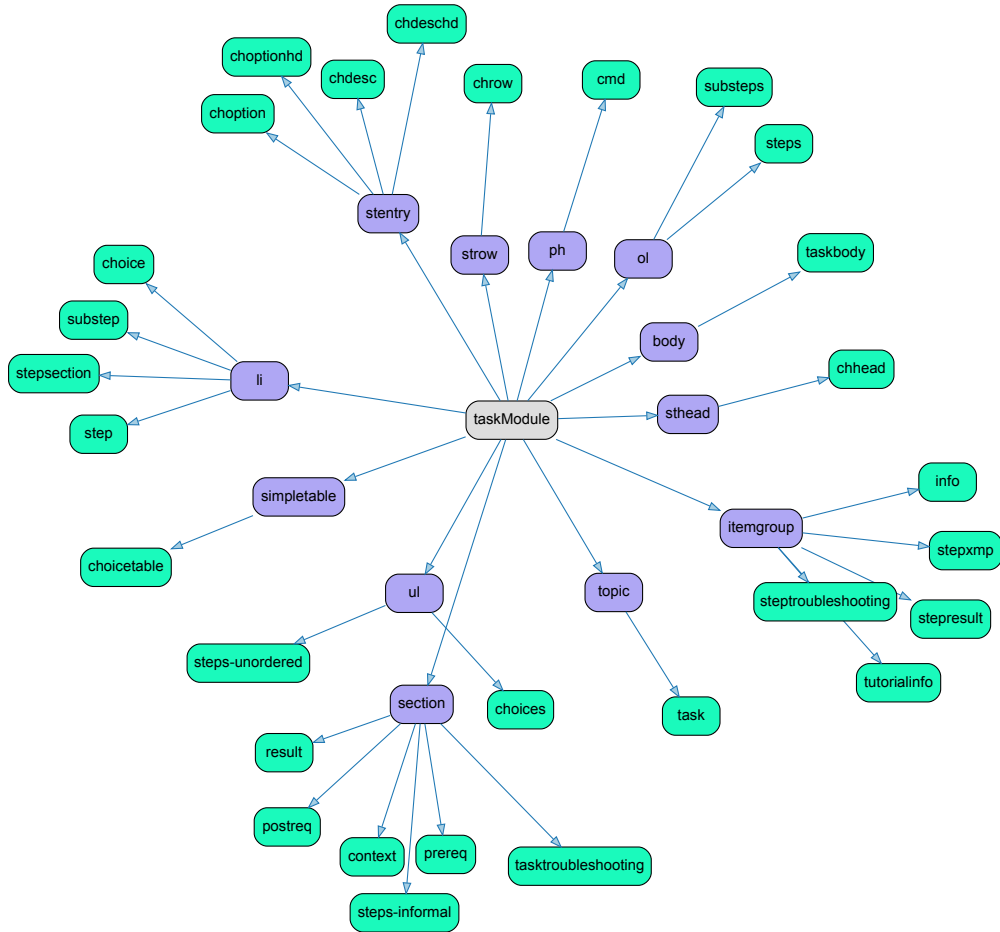 chdeschd
choptionhd
chdesc
chrow
cmd
substeps
choption
steps
stentry
strow
ph
ol
taskbody
choice
substep
body
stepsection
li
chhead
sthead
taskModule
step
info
simpletable
itemgroup
stepxmp
choicetable
ul
topic
steptroubleshooting
stepresult
steps-unordered
tutorialinfo
section
choices
task
result
postreq
context
prereq
tasktroubleshooting
steps-informal